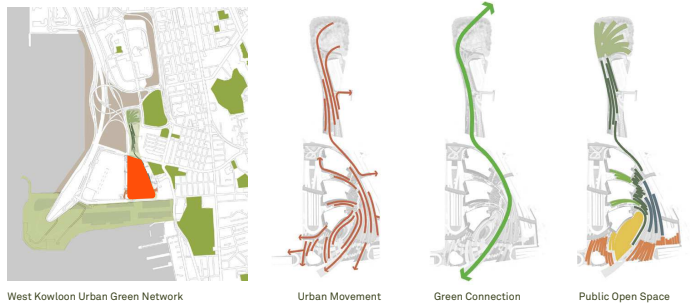 West Kowloon Urban Green Network
Urban Movement
Green Connection
Public Open Space